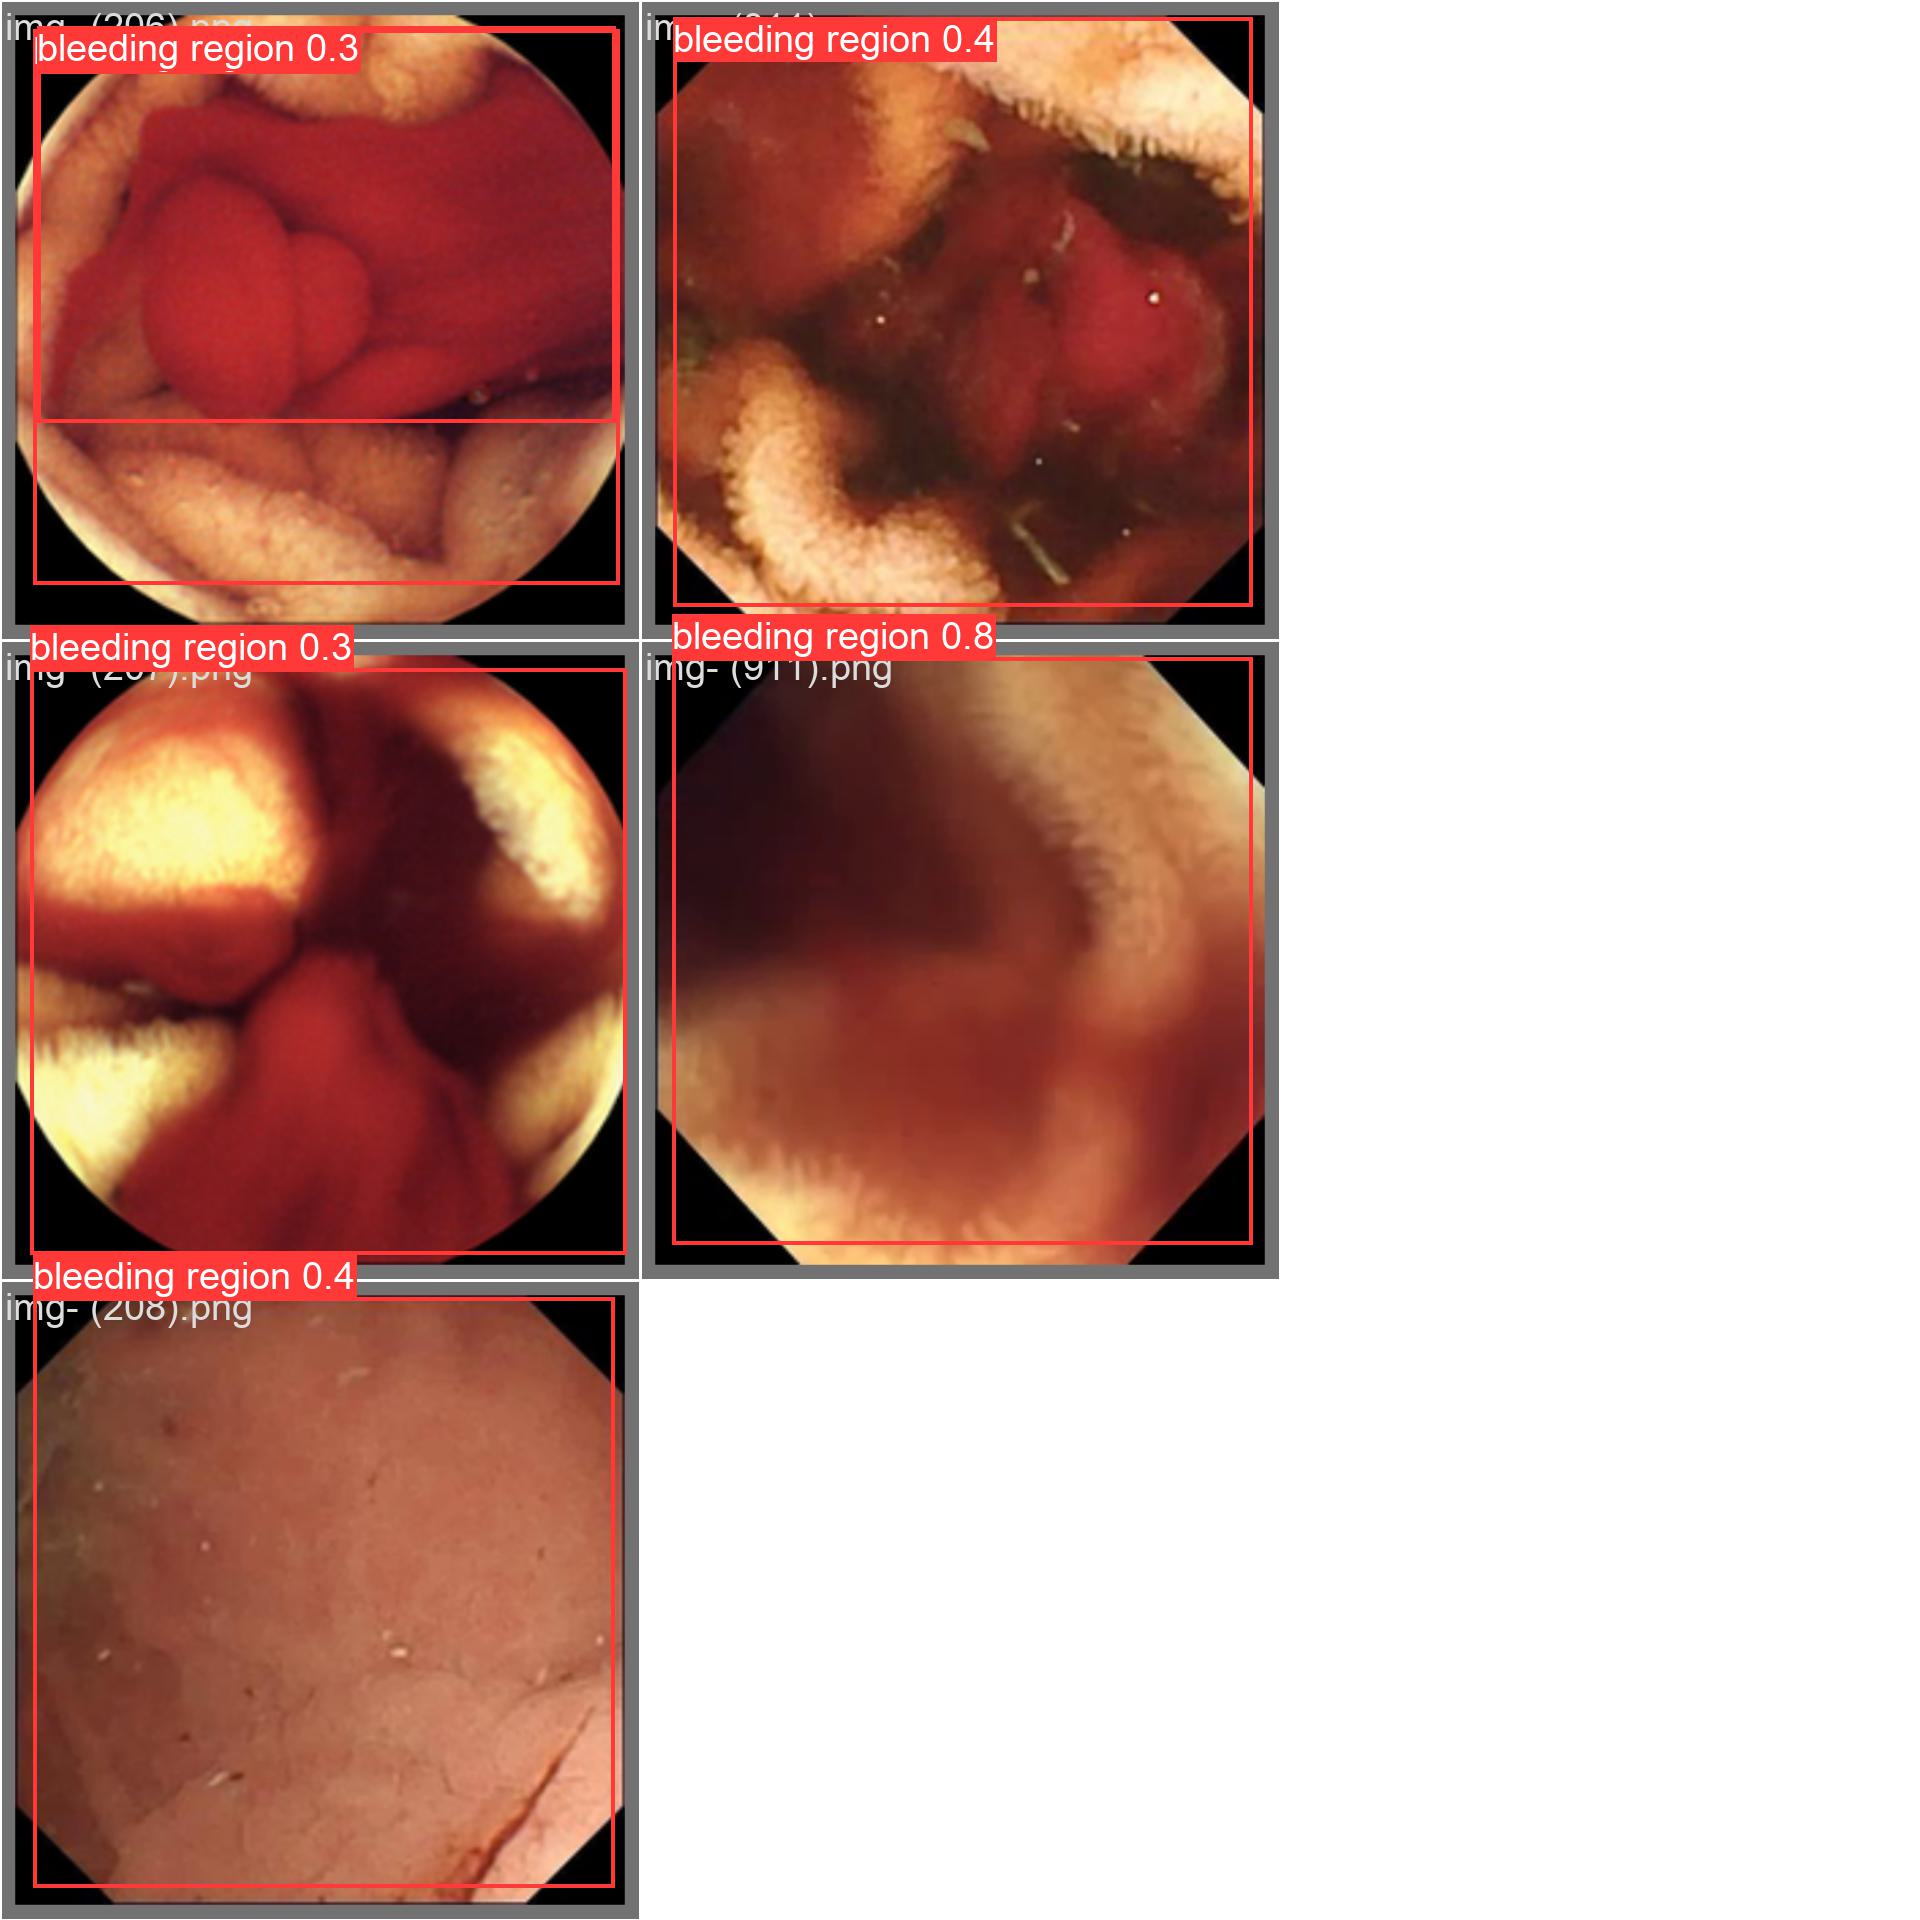 bleeding region 0.3
bleeding region 0.4
bleeding region 0.3
bleeding region 0.8
img- (911).png
bleeding region 0.4
img- (208).png